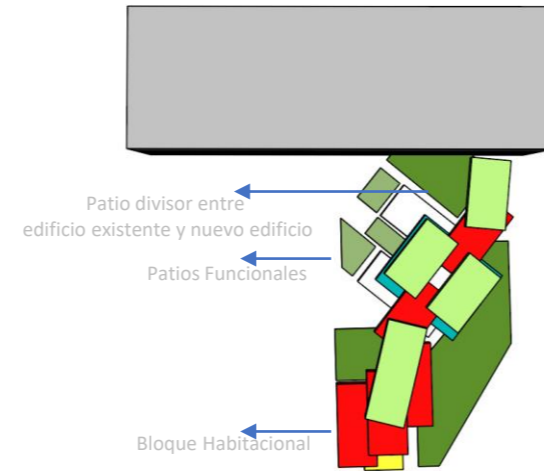 Patio divisor entre
edificio existente y nuevo edificio
Patios Funcionales
Bloque Habitacional